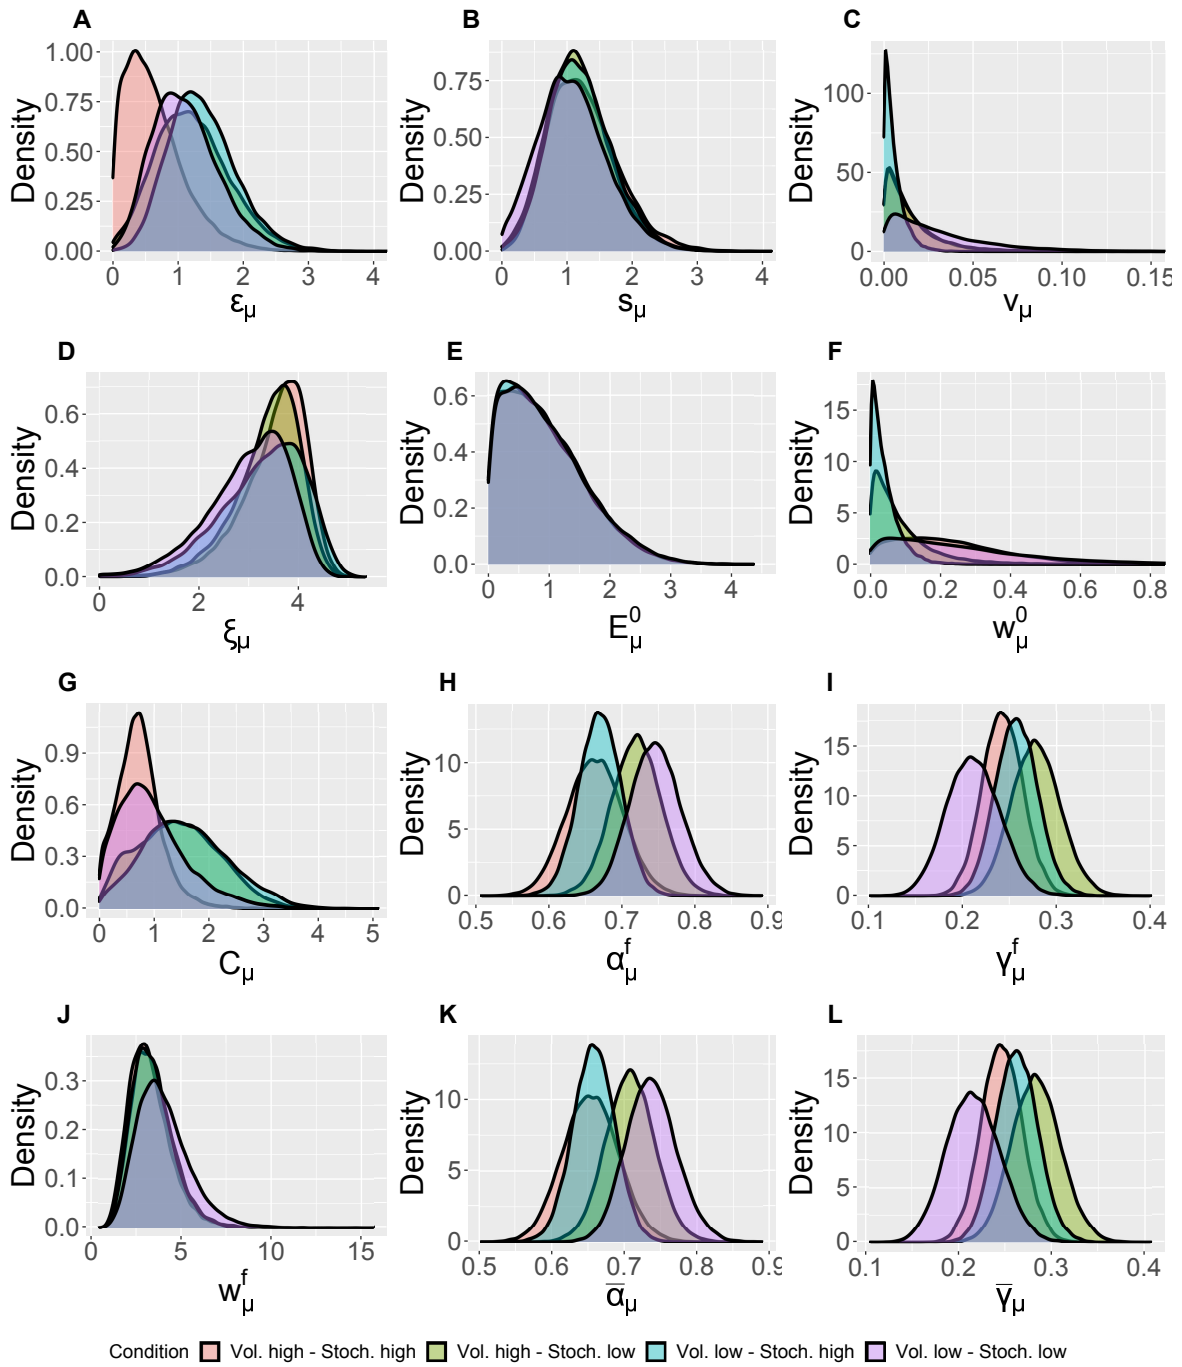 A
Density
1.00
0.75
0.50
0.25
0.00
0 1 2 3 4
εμ
B
Density
0.75
0.50
0.25
0.00
0 1 2 3 4
sμ
C
Density
100
50
0
0.00 0.05 0.10 0.15
vμ
D
Density
0.6
0.4
0.2
0.0
0 2 4
ξμ
E
Density
0.6
0.4
0.2
0.0
0 1 2 3 4
E⁰μ
F
Density
15
10
5
0
0.0 0.2 0.4 0.6 0.8
w⁰μ
G
Density
0.9
0.6
0.3
0.0
0 1 2 3 4 5
Cμ
H
Density
10
5
0
0.5 0.6 0.7 0.8 0.9
αᶠμ
I
Density
15
10
5
0
0.1 0.2 0.3 0.4
γᶠμ
J
Density
0.3
0.2
0.1
0.0
0 5 10 15
wᶠμ
K
Density
10
5
0
0.5 0.6 0.7 0.8 0.9
α̅μ
L
Density
15
10
5
0
0.1 0.2 0.3 0.4
γ̅μ
Condition Vol. high - Stoch. high Vol. high - Stoch. low Vol. low - Stoch. high Vol. low - Stoch. low